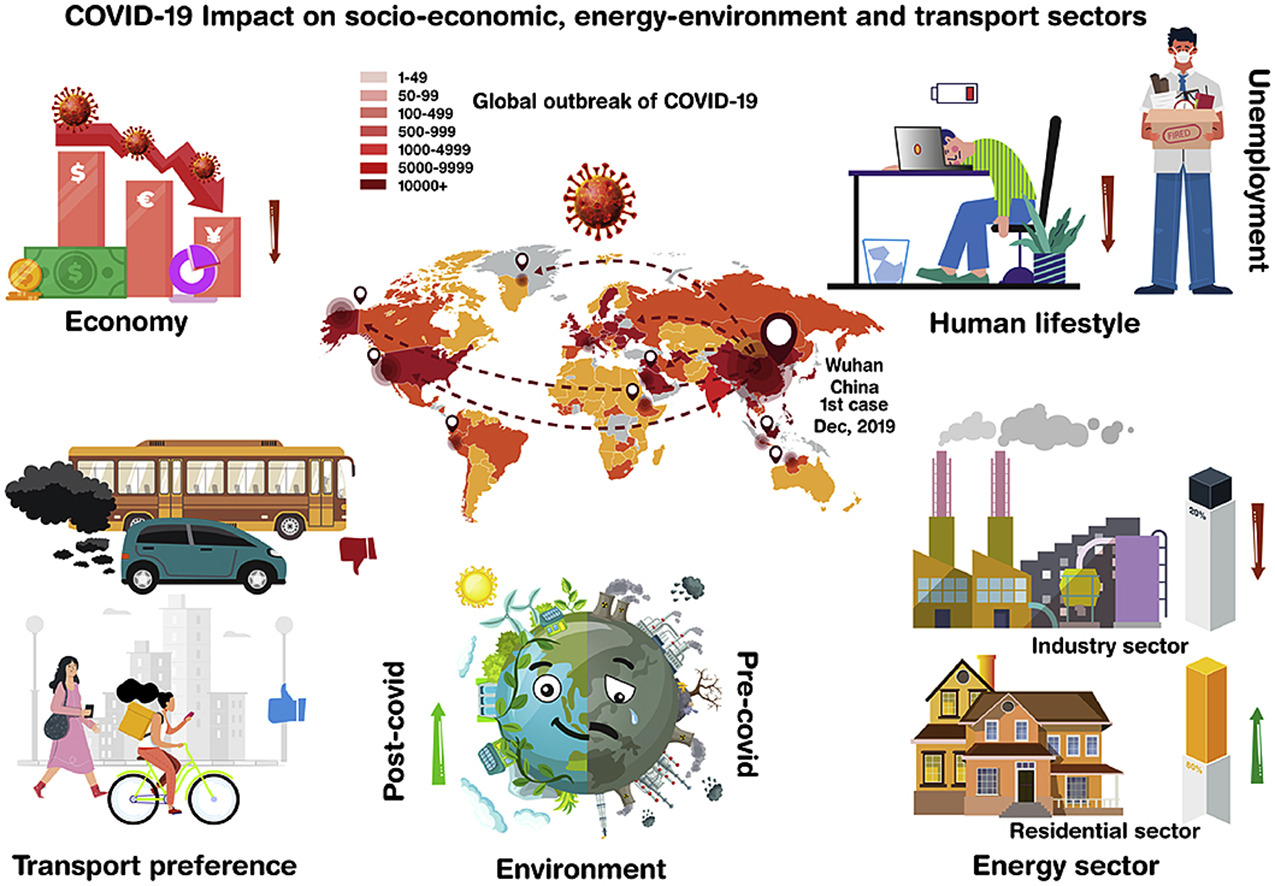 COVID-19 Impact on socio-economic, energy-environment and transport sectors
1-49
50-99
100-499
500-999
1000-4999
5000-9999
10000+
Global outbreak of COVID-19
$
€
¥
$
Economy
FIRED
Unemployment
Human lifestyle
Wuhan
China
1st case
Dec, 2019
20%
Industry sector
80%
Residential sector
Energy sector
Post-covid
Pre-covid
Environment
Transport preference